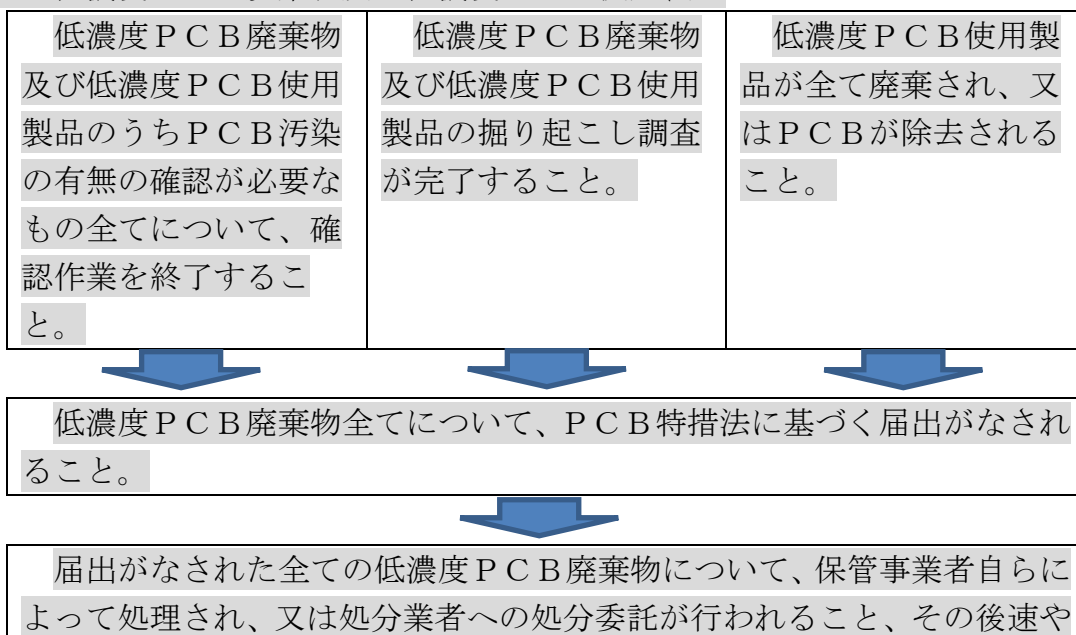 低濃度ＰＣＢ廃棄物
及び低濃度ＰＣＢ使用
製品のうちＰＣＢ汚染
の有無の確認が必要な
もの全てについて、確
認作業を終了するこ
と。
低濃度ＰＣＢ廃棄物
及び低濃度ＰＣＢ使用
製品の掘り起こし調査
が完了すること。
低濃度ＰＣＢ使用製
品が全て廃棄され、又
はＰＣＢが除去される
こと。
低濃度ＰＣＢ廃棄物全てについて、ＰＣＢ特措法に基づく届出がなされ
ること。
届出がなされた全ての低濃度ＰＣＢ廃棄物について、保管事業者自らに
よって処理され、又は処分業者への処分委託が行われること、その後速や